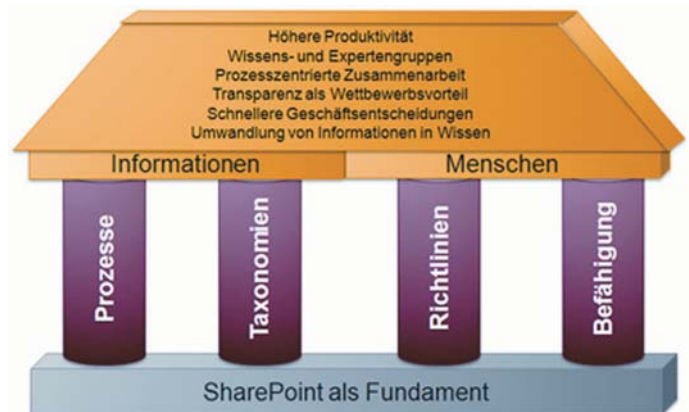 Höhere Produktivität
Wissens- und Expertengruppen
Prozesszentrierte Zusammenarbeit
Transparenz als Wettbewerbsvorteil
Schnellere Geschäftsentscheidungen
Umwandlung von Informationen in Wissen
Informationen
Menschen
Prozesse
Taxonomien
Richtlinien
Befähigung
SharePoint als Fundament